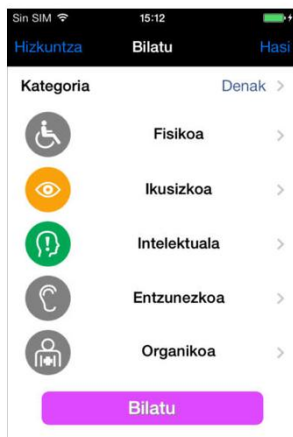 Sin SIM 15:12
Hizkuntza Bilatu Hasi
Kategoria Denak
Fisikoa
Ikusizkoa
Intelektuala
Entzunezkoa
Organikoa
Bilatu